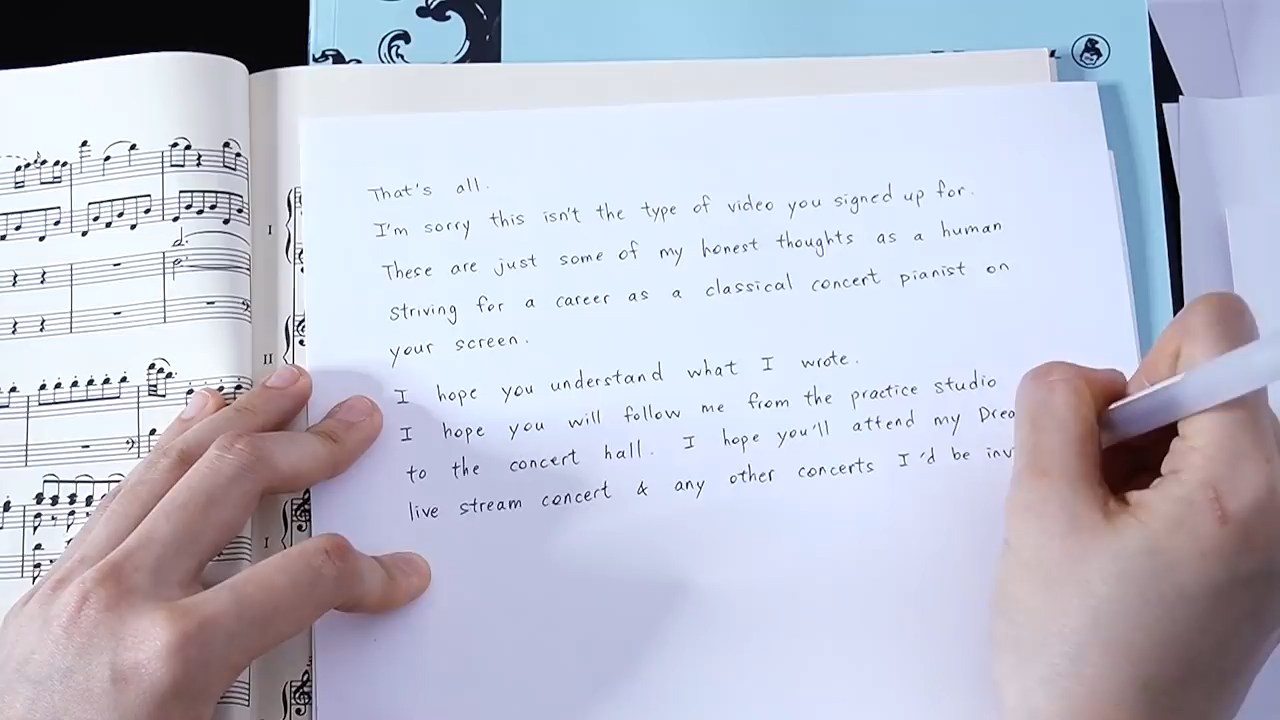 That's all.
I'm sorry this isn't the type of video you signed up for.
These are just some of my honest thoughts as a human
striving for a career as a classical concert pianist on
your screen.
I hope you understand what I wrote.
I hope you will follow me from the practice studio
to the concert hall. I hope you'll attend my
live stream concert & any other concerts I'd be
I
II
I